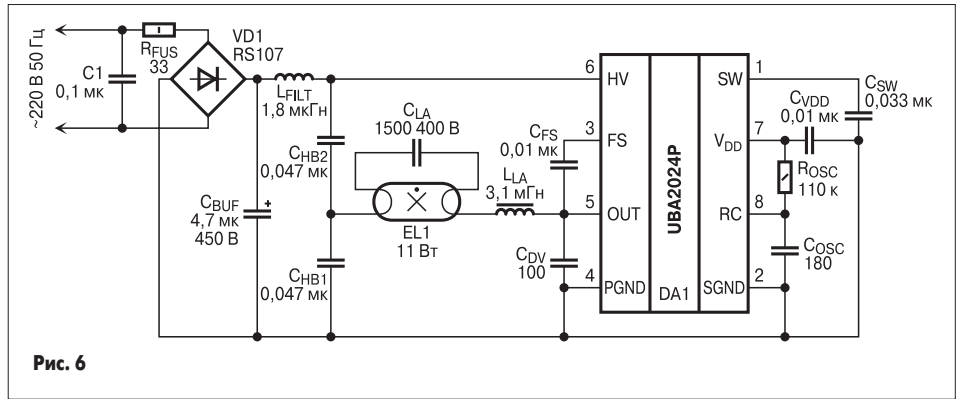 ~220 В 50 Гц
C1
0,1 мк
RFUS
33
VD1
RS107
LFILT
1,8 мкГн
CLA
1500 400 В
CHB2
0,047 мк
CBUF
4,7 мк
450 В
+
EL1
11 Вт
CHB1
0,047 мк
LLA
3,1 мГн
CFS
0,01 мк
CDV
100
6
3
5
4
HV
FS
OUT
PGND
UBA2024P
DA1
SW
VDD
RC
SGND
1
7
8
2
CVDD
0,01 мк
CSW
0,033 мк
ROSC
110 к
COSC
180
Рис. 6